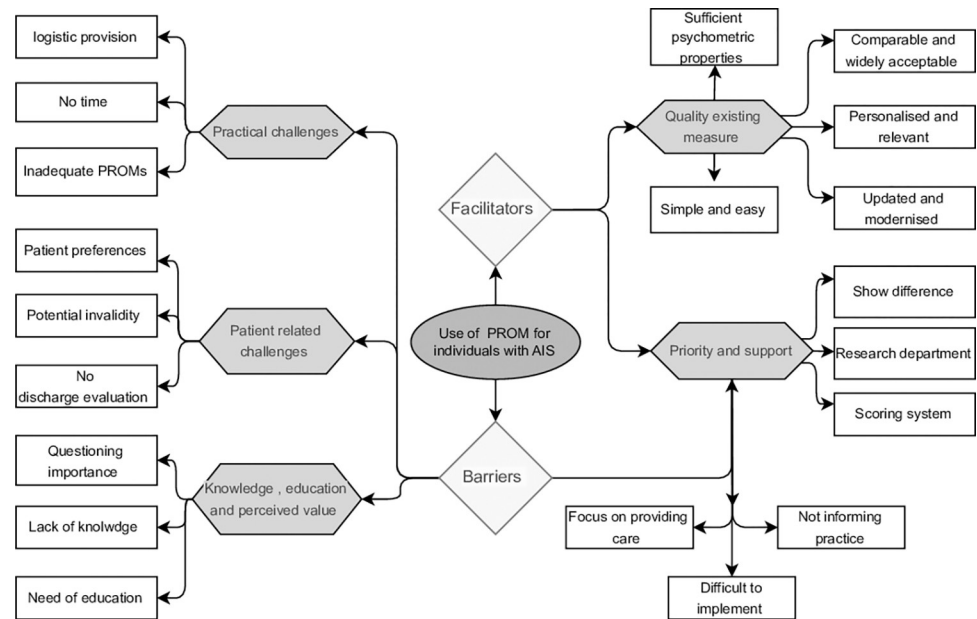 logistic provision
No time
Inadequate PROMs
Practical challenges
Patient preferences
Potential invalidity
No
discharge evaluation
Patient related
challenges
Questioning
importance
Lack of knolwdge
Need of education
Knowledge , education
and perceived value
Facilitators
Use of PROM for
individuals with AIS
Barriers
Sufficient
psychometric
properties
Quality existing
measure
Simple and easy
Comparable and
widely acceptable
Personalised and
relevant
Updated and
modernised
Priority and support
Show difference
Research department
Scoring system
Focus on providing
care
Not informing
practice
Difficult to
implement